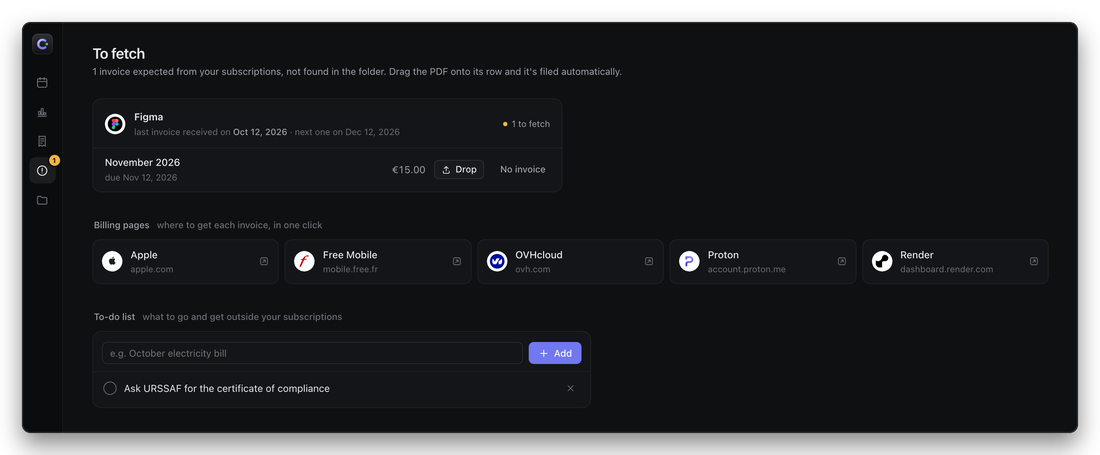 To fetch
1 invoice expected from your subscriptions, not found in the folder. Drag the PDF onto its row and it's filed automatically.
1
Figma
last invoice received on Oct 12, 2026 · next one on Dec 12, 2026
1 to fetch
November 2026
due Nov 12, 2026
€15.00
Drop
No invoice
Billing pages where to get each invoice, in one click
Apple
apple.com
Free Mobile
mobile.free.fr
OVHcloud
ovh.com
Proton
account.proton.me
Render
dashboard.render.com
To-do list what to go and get outside your subscriptions
e.g. October electricity bill
+ Add
Ask URSSAF for the certificate of compliance